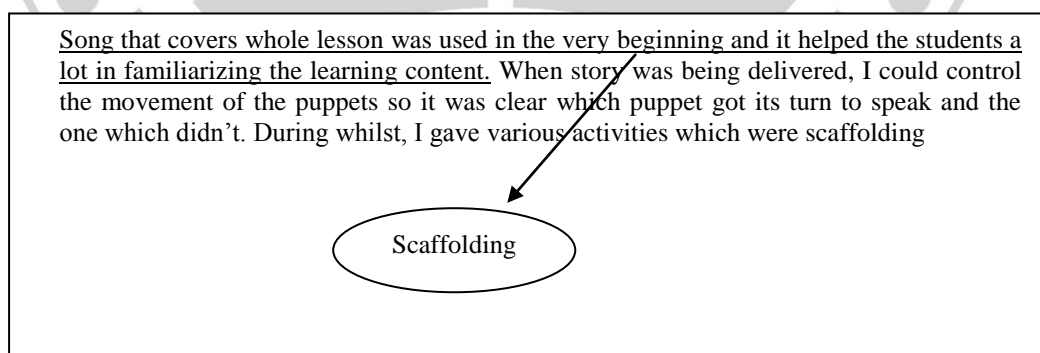 Song that covers whole lesson was used in the very beginning and it helped the students a
lot in familiarizing the learning content. When story was being delivered, I could control
the movement of the puppets so it was clear which puppet got its turn to speak and the
one which didn’t. During whilst, I gave various activities which were scaffolding
Scaffolding